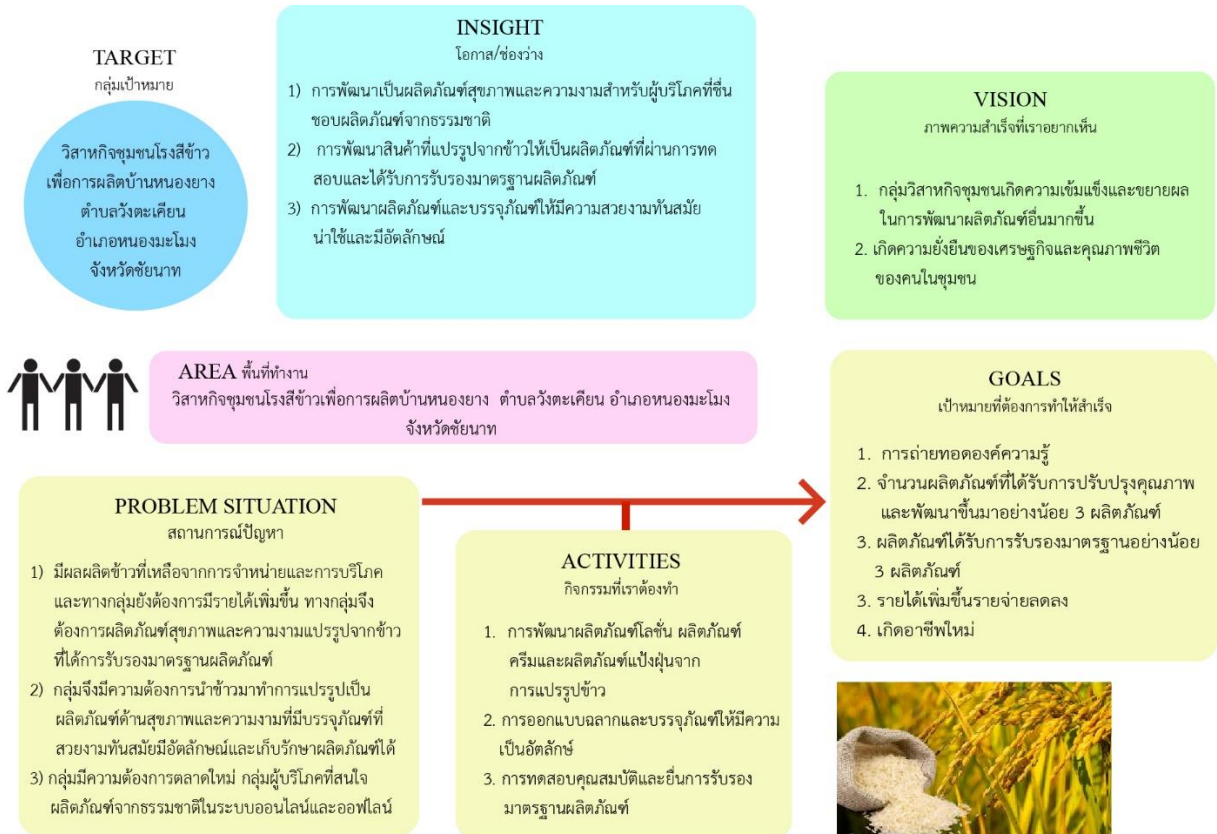 TARGET
กลุ่มเป้าหมาย
วิสาหกิจชุมชนโรงสีข้าว
เพื่อการผลิตบ้านหนองยาง
ตำบลวังตะเคียน
อำเภอหนองมะโมง
จังหวัดชัยนาท
INSIGHT
โอกาส/ช่องว่าง
1) การพัฒนาเป็นผลิตภัณฑ์สุขภาพและความงามสำหรับผู้บริโภคที่ชื่น
ชอบผลิตภัณฑ์จากธรรมชาติ
2) การพัฒนาสินค้าที่แปรรูปจากข้าวให้เป็นผลิตภัณฑ์ที่ผ่านการทด
สอบและได้รับการรับรองมาตรฐานผลิตภัณฑ์
3) การพัฒนาผลิตภัณฑ์และบรรจุภัณฑ์ให้มีความสวยงามทันสมัย
น่าใช้และมีอัตลักษณ์
VISION
ภาพความสำเร็จที่เราอยากเห็น
1. กลุ่มวิสาหกิจชุมชนเกิดความเข้มแข็งและขยายผล
ในการพัฒนาผลิตภัณฑ์อื่นมากขึ้น
2. เกิดความยั่งยืนของเศรษฐกิจและคุณภาพชีวิต
ของคนในชุมชน
AREA พื้นที่ทำงาน
วิสาหกิจชุมชนโรงสีข้าวเพื่อการผลิตบ้านหนองยาง ตำบลวังตะเคียน อำเภอหนองมะโมง
จังหวัดชัยนาท
GOALS
เป้าหมายที่ต้องการทำให้สำเร็จ
1. การถ่ายทอดองค์ความรู้
2. จำนวนผลิตภัณฑ์ที่ได้รับการปรับปรุงคุณภาพ
และพัฒนาขึ้นมาอย่างน้อย 3 ผลิตภัณฑ์
3. ผลิตภัณฑ์ได้รับการรับรองมาตรฐานอย่างน้อย
3 ผลิตภัณฑ์
3. รายได้เพิ่มขึ้นรายจ่ายลดลง
4. เกิดอาชีพใหม่
PROBLEM SITUATION
สถานการณ์ปัญหา
1) มีผลผลิตข้าวที่เหลือจากการจำหน่ายและการบริโภค
และทางกลุ่มยังต้องการมีรายได้เพิ่มขึ้น ทางกลุ่มจึง
ต้องการผลิตภัณฑ์สุขภาพและความงามแปรรูปจากข้าว
ที่ได้การรับรองมาตรฐานผลิตภัณฑ์
2) กลุ่มจึงมีความต้องการนำข้าวมาทำการแปรรูปเป็น
ผลิตภัณฑ์ด้านสุขภาพและความงามที่มีบรรจุภัณฑ์ที่
สวยงามทันสมัยมีอัตลักษณ์และเก็บรักษาผลิตภัณฑ์ได้
3) กลุ่มมีความต้องการตลาดใหม่ กลุ่มผู้บริโภคที่สนใจ
ผลิตภัณฑ์จากธรรมชาติในระบบออนไลน์และออฟไลน์
ACTIVITIES
กิจกรรมที่เราต้องทำ
1. การพัฒนาผลิตภัณฑ์โลชั่น ผลิตภัณฑ์
ครีมและผลิตภัณฑ์แป้งฝุ่นจาก
การแปรรูปข้าว
2. การออกแบบฉลากและบรรจุภัณฑ์ให้มีความ
เป็นอัตลักษ์
3. การทดสอบคุณสมบัติและยื่นการรับรอง
มาตรฐานผลิตภัณฑ์